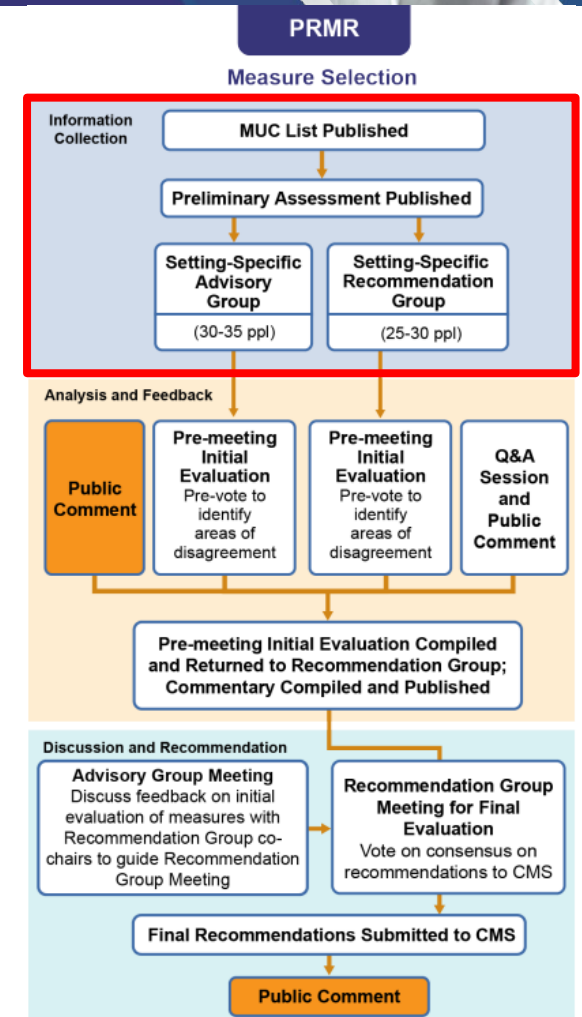 PRMR
Measure Selection
Information
Collection
MUC List Published
Preliminary Assessment Published
Setting-Specific
Advisory
Group
(30-35 ppl)
Setting-Specific
Recommendation
Group
(25-30 ppl)
Analysis and Feedback
Public
Comment
Pre-meeting
Initial
Evaluation
Pre-vote to
identify
areas of
disagreement
Pre-meeting
Initial
Evaluation
Pre-vote to
identify
areas of
disagreement
Q&A
Session
and
Public
Comment
Pre-meeting Initial Evaluation Compiled
and Returned to Recommendation Group;
Commentary Compiled and Published
Discussion and Recommendation
Advisory Group Meeting
Discuss feedback on initial
evaluation of measures with
Recommendation Group co-
chairs to guide Recommendation
Group Meeting
Recommendation Group
Meeting for Final
Evaluation
Vote on consensus on
recommendations to CMS
Final Recommendations Submitted to CMS
Public Comment